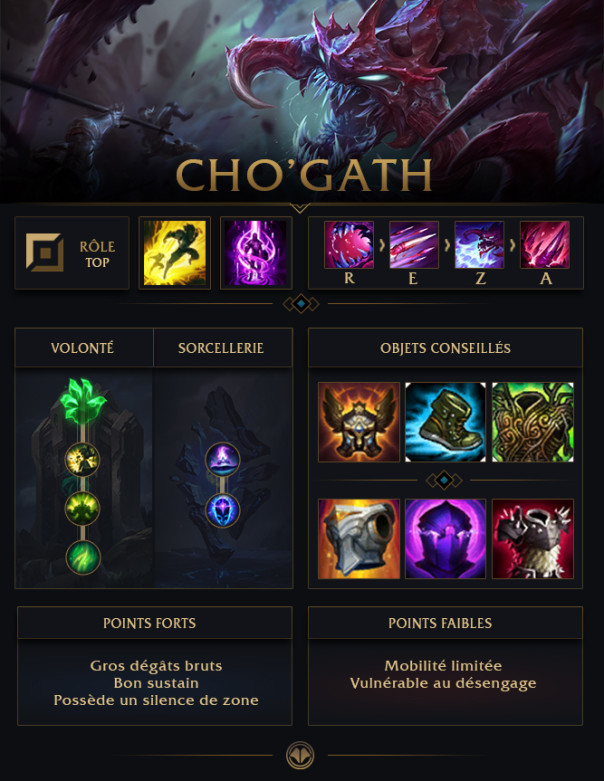 CHO'GATH
RÔLE
TOP
R E Z A
VOLONTÉ SORCELLERIE
OBJETS CONSEILLÉS
POINTS FORTS
Gros dégâts bruts
Bon sustain
Possède un silence de zone
POINTS FAIBLES
Mobilité limitée
Vulnérable au désengage